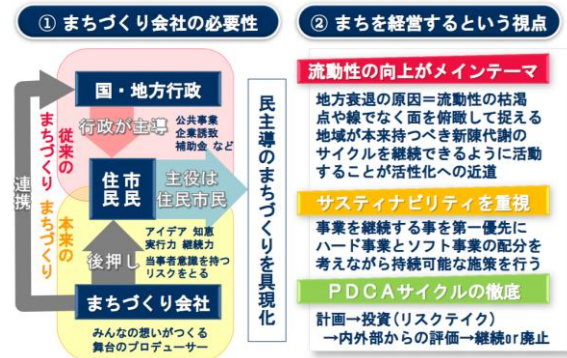 ① まちづくり会社の必要性
国・地方行政
行政が主導
公共事業
企業誘致
補助金 など
従来の
まちづくり
連携
住民
市民
主役は
住民市民
本来の
まちづくり
アイデア 知恵
実行力 継続力
当事者意識を持つ
リスクをとる
後押し
まちづくり会社
みんなの想いがつくる
舞台のプロデューサー
民主導のまちづくりを具現化
② まちを経営するという視点
流動性の向上がメインテーマ
地方衰退の原因＝流動性の枯渇
点や線でなく面を俯瞰して捉える
地域が本来持つべき新陳代謝の
サイクルを継続できるように活動
することが活性化への近道
サスティナビリティを重視
事業を継続する事を第一優先に
ハード事業とソフト事業の配分を
考えながら持続可能な施策を行う
PDCAサイクルの徹底
計画→投資(リスクテイク)
→内外部からの評価→継続or廃止